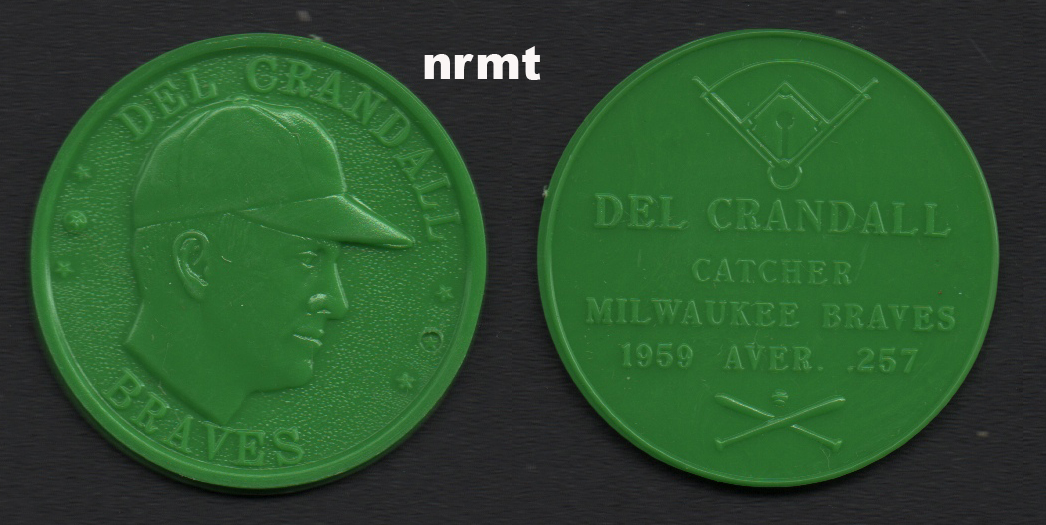 nrmt
DEL CRANDALL
C
BRAVES
DEL CRANDALL
CATCHER
MILWAUKEE BRAVES
1959 AVER. .257